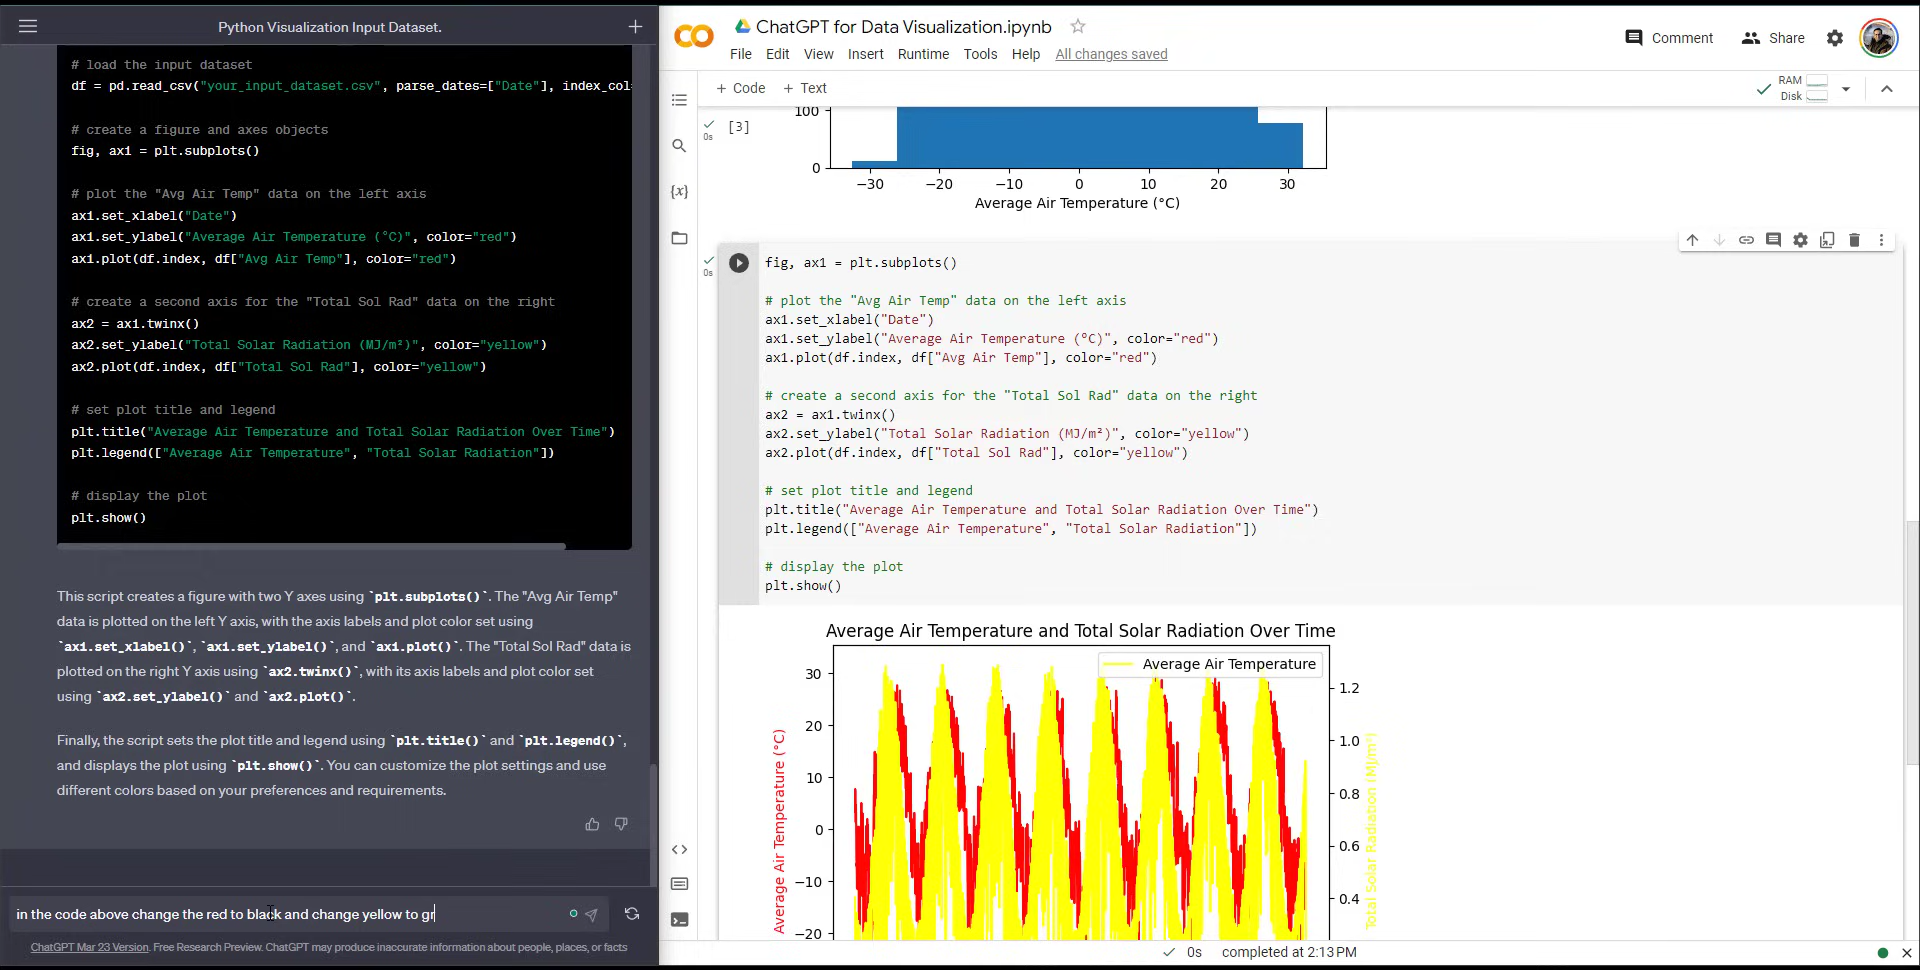 Python Visualization Input Dataset.
# load the input dataset
df = pd.read_csv("your_input_dataset.csv", parse_dates=["Date"], index_col
# create a figure and axes objects
fig, ax1 = plt.subplots()
# plot the "Avg Air Temp" data on the left axis
ax1.set_xlabel("Date")
ax1.set_ylabel("Average Air Temperature (°C)", color="red")
ax1.plot(df.index, df["Avg Air Temp"], color="red")
# create a second axis for the "Total Sol Rad" data on the right
ax2 = ax1.twinx()
ax2.set_ylabel("Total Solar Radiation (MJ/m²)", color="yellow")
ax2.plot(df.index, df["Total Sol Rad"], color="yellow")
# set plot title and legend
plt.title("Average Air Temperature and Total Solar Radiation Over Time")
plt.legend(["Average Air Temperature", "Total Solar Radiation"])
# display the plot
plt.show()
This script creates a figure with two Y axes using `plt.subplots()`. The "Avg Air Temp"
data is plotted on the left Y axis, with the axis labels and plot color set using
`ax1.set_xlabel()`, `ax1.set_ylabel()`, and `ax1.plot()`. The "Total Sol Rad" data is
plotted on the right Y axis using `ax2.twinx()`, with its axis labels and plot color set
using `ax2.set_ylabel()` and `ax2.plot()`.
Finally, the script sets the plot title and legend using `plt.title()` and `plt.legend()`,
and displays the plot using `plt.show()`. You can customize the plot settings and use
different colors based on your preferences and requirements.
in the code above change the red to black and change yellow to gr
ChatGPT Mar 23 Version. Free Research Preview. ChatGPT may produce inaccurate information about people, places, or facts
CO
ChatGPT for Data Visualization.ipynb
File Edit View Insert Runtime Tools Help All changes saved
Comment Share
+ Code + Text
RAM
Disk
{x}
0s
[3]
100
0
−30 −20 −10 0 10 20 30
Average Air Temperature (°C)
0s
fig, ax1 = plt.subplots()
# plot the "Avg Air Temp" data on the left axis
ax1.set_xlabel("Date")
ax1.set_ylabel("Average Air Temperature (°C)", color="red")
ax1.plot(df.index, df["Avg Air Temp"], color="red")
# create a second axis for the "Total Sol Rad" data on the right
ax2 = ax1.twinx()
ax2.set_ylabel("Total Solar Radiation (MJ/m²)", color="yellow")
ax2.plot(df.index, df["Total Sol Rad"], color="yellow")
# set plot title and legend
plt.title("Average Air Temperature and Total Solar Radiation Over Time")
plt.legend(["Average Air Temperature", "Total Solar Radiation"])
# display the plot
plt.show()
Average Air Temperature and Total Solar Radiation Over Time
Average Air Temperature
30
20
10
0
−10
−20
Average Air Temperature (°C)
1.2
1.0
0.8
0.6
0.4
Total Solar Radiation (MJ/m²)
0s completed at 2:13 PM